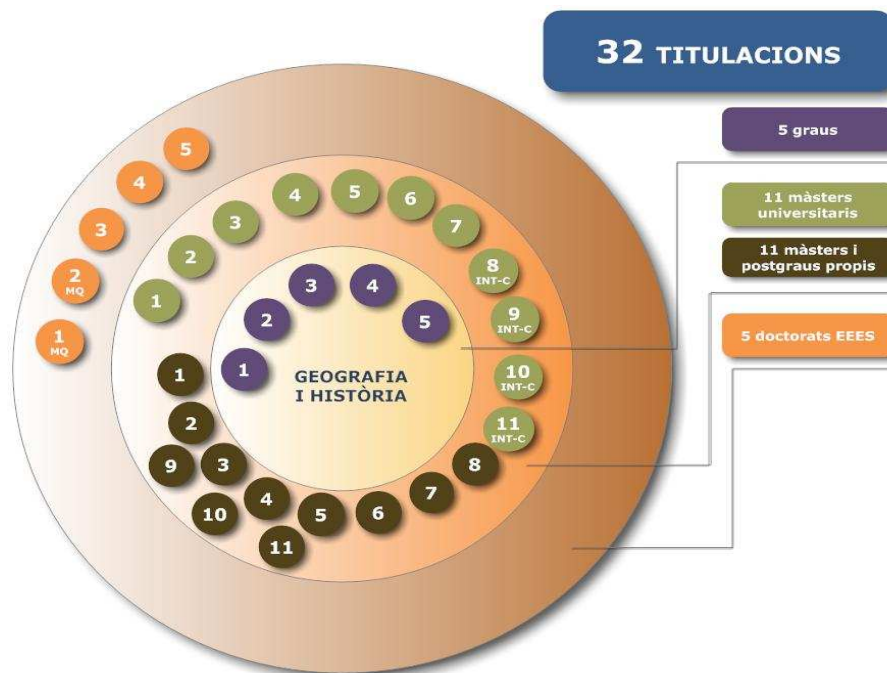 32 TITULACIONS
5 graus
11 màsters
universitaris
11 màsters i
postgraus propis
5 doctorats EEES
5
4
3
2
MQ
1
MQ
1
2
3
4
5
6
7
8
INT-C
9
INT-C
10
INT-C
11
INT-C
1
2
3
4
5
GEOGRAFIA
I HISTÒRIA
1
2
9
3
10
4
11
5
6
7
8